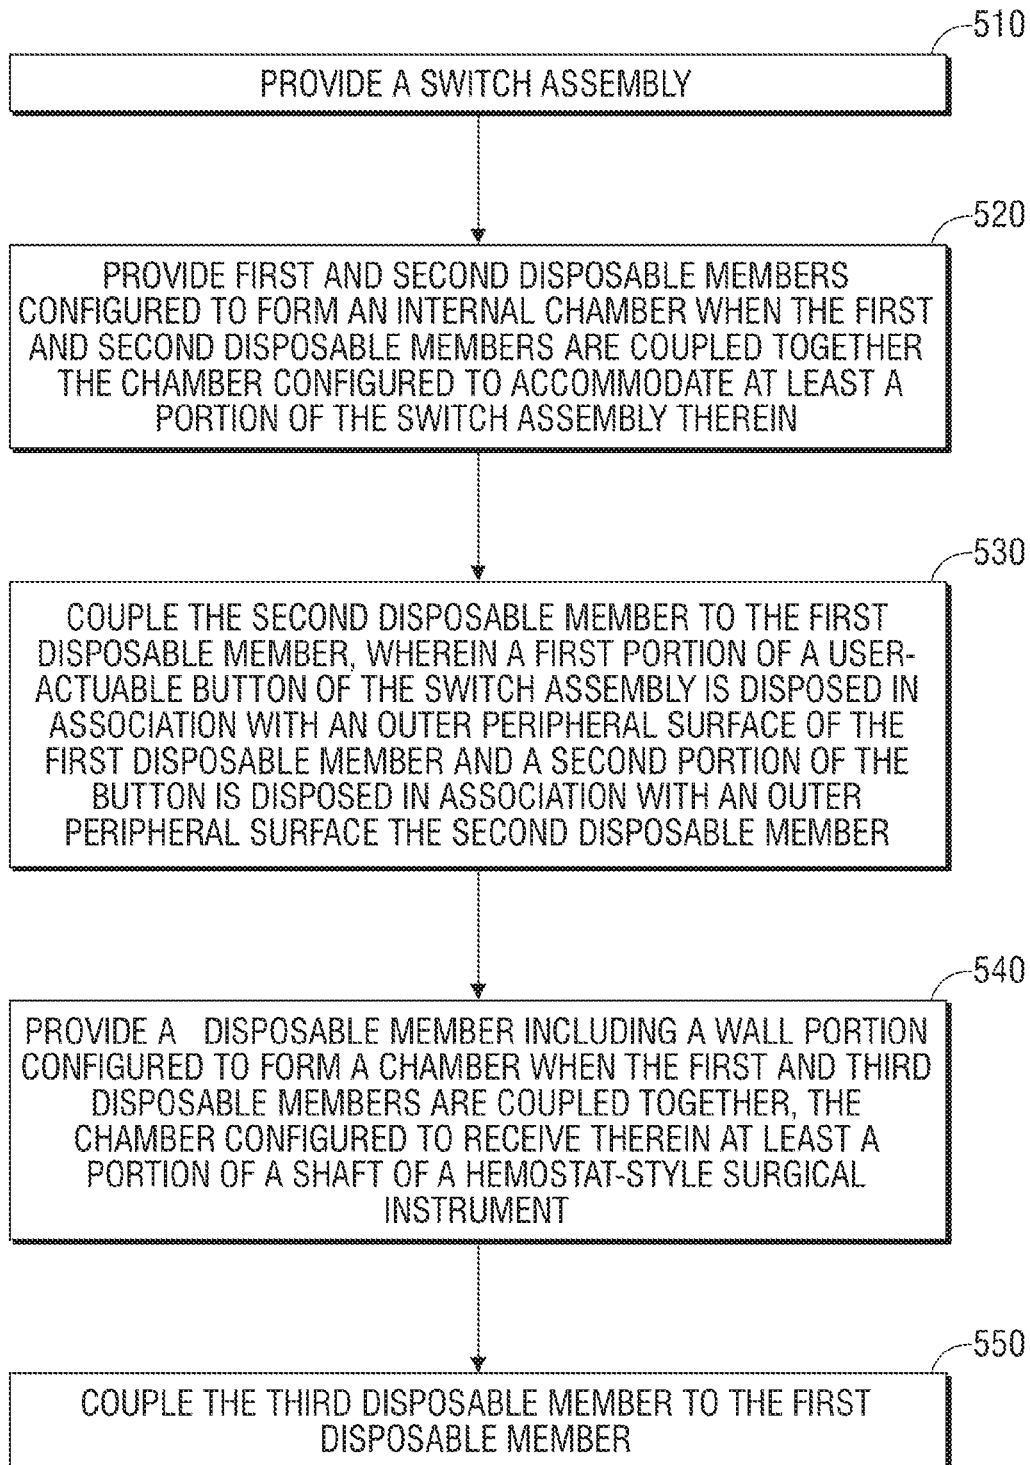 510
PROVIDE A SWITCH ASSEMBLY
520
PROVIDE FIRST AND SECOND DISPOSABLE MEMBERS
CONFIGURED TO FORM AN INTERNAL CHAMBER WHEN THE FIRST
AND SECOND DISPOSABLE MEMBERS ARE COUPLED TOGETHER
THE CHAMBER CONFIGURED TO ACCOMMODATE AT LEAST A
PORTION OF THE SWITCH ASSEMBLY THEREIN
530
COUPLE THE SECOND DISPOSABLE MEMBER TO THE FIRST
DISPOSABLE MEMBER, WHEREIN A FIRST PORTION OF A USER-
ACTUABLE BUTTON OF THE SWITCH ASSEMBLY IS DISPOSED IN
ASSOCIATION WITH AN OUTER PERIPHERAL SURFACE OF THE
FIRST DISPOSABLE MEMBER AND A SECOND PORTION OF THE
BUTTON IS DISPOSED IN ASSOCIATION WITH AN OUTER
PERIPHERAL SURFACE THE SECOND DISPOSABLE MEMBER
540
PROVIDE A DISPOSABLE MEMBER INCLUDING A WALL PORTION
CONFIGURED TO FORM A CHAMBER WHEN THE FIRST AND THIRD
DISPOSABLE MEMBERS ARE COUPLED TOGETHER, THE
CHAMBER CONFIGURED TO RECEIVE THEREIN AT LEAST A
PORTION OF A SHAFT OF A HEMOSTAT-STYLE SURGICAL
INSTRUMENT
550
COUPLE THE THIRD DISPOSABLE MEMBER TO THE FIRST
DISPOSABLE MEMBER